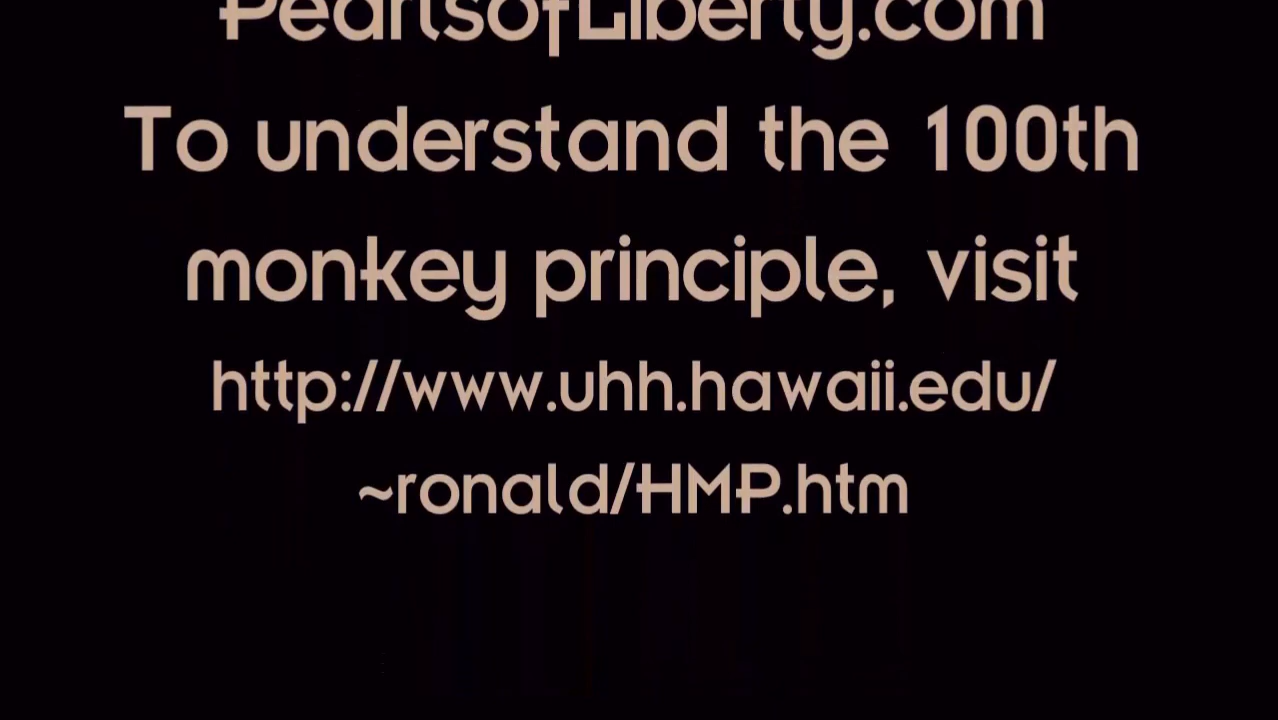 PearlsofLiberty.com
To understand the 100th
monkey principle, visit
http://www.uhh.hawaii.edu/
~ronald/HMP.htm